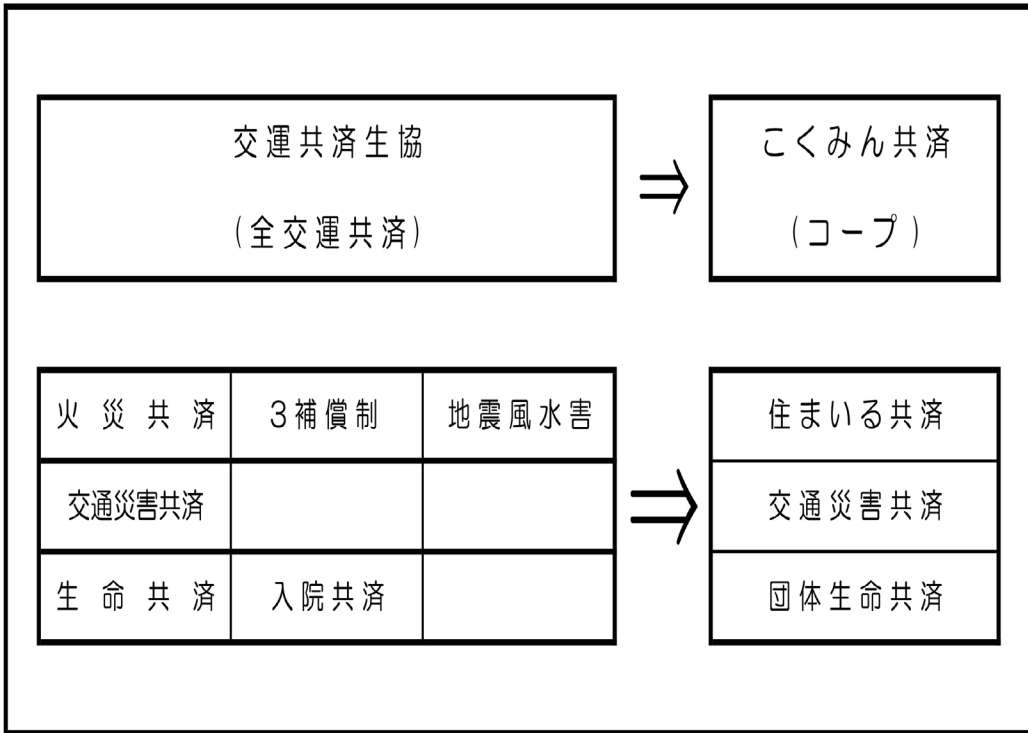 交運共済生協
(全交運共済)
⇒
こくみん共済
(コープ)
火災共済 3補償制 地震風水害
交通災害共済
生命共済 入院共済
⇒
住まいる共済
交通災害共済
団体生命共済